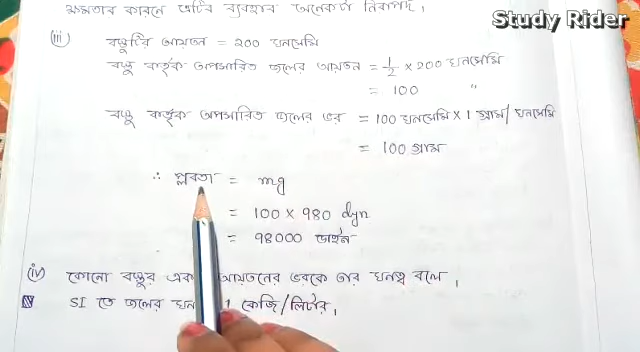 Study Rider
ক্ষমতার কারনে এটির ব্যবহার অনেকটা নিরাপদ।
(iii) বস্তুটির আয়তন = 200 ঘনসেমি
বস্তু কর্তৃক অপসারিত জলের আয়তন = 1/2 × 200 ঘনসেমি
= 100 "
বস্তু কর্তৃক অপসারিত জলের ভর = 100 ঘনসেমি × 1 গ্রাম/ঘনসেমি
= 100 গ্রাম
∴ প্লবতা = mg
= 100 × 980 dyn
= 98000 ডাইন
(iv) কোনো বস্তুর একক আয়তনের ভরকে তার ঘনত্ব বলে।
SI তে জলের 1 কেজি/লিটার।